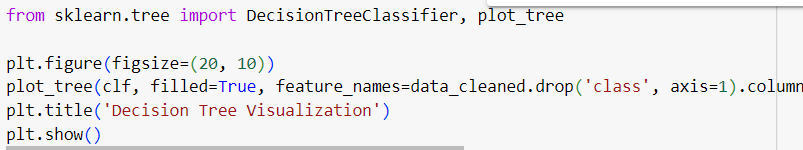 from sklearn.tree import DecisionTreeClassifier, plot_tree
plt.figure(figsize=(20, 10))
plot_tree(clf, filled=True, feature_names=data_cleaned.drop('class', axis=1).column
plt.title('Decision Tree Visualization')
plt.show()